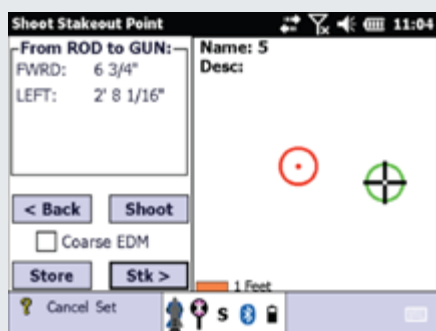 Shoot Stakeout Point 11:04
From ROD to GUN:
FWRD: 6 3/4"
LEFT: 2' 8 1/16"
Name: 5
Desc:
< Back Shoot
Coarse EDM
Store Stk >
1 Feet
Cancel Set
S